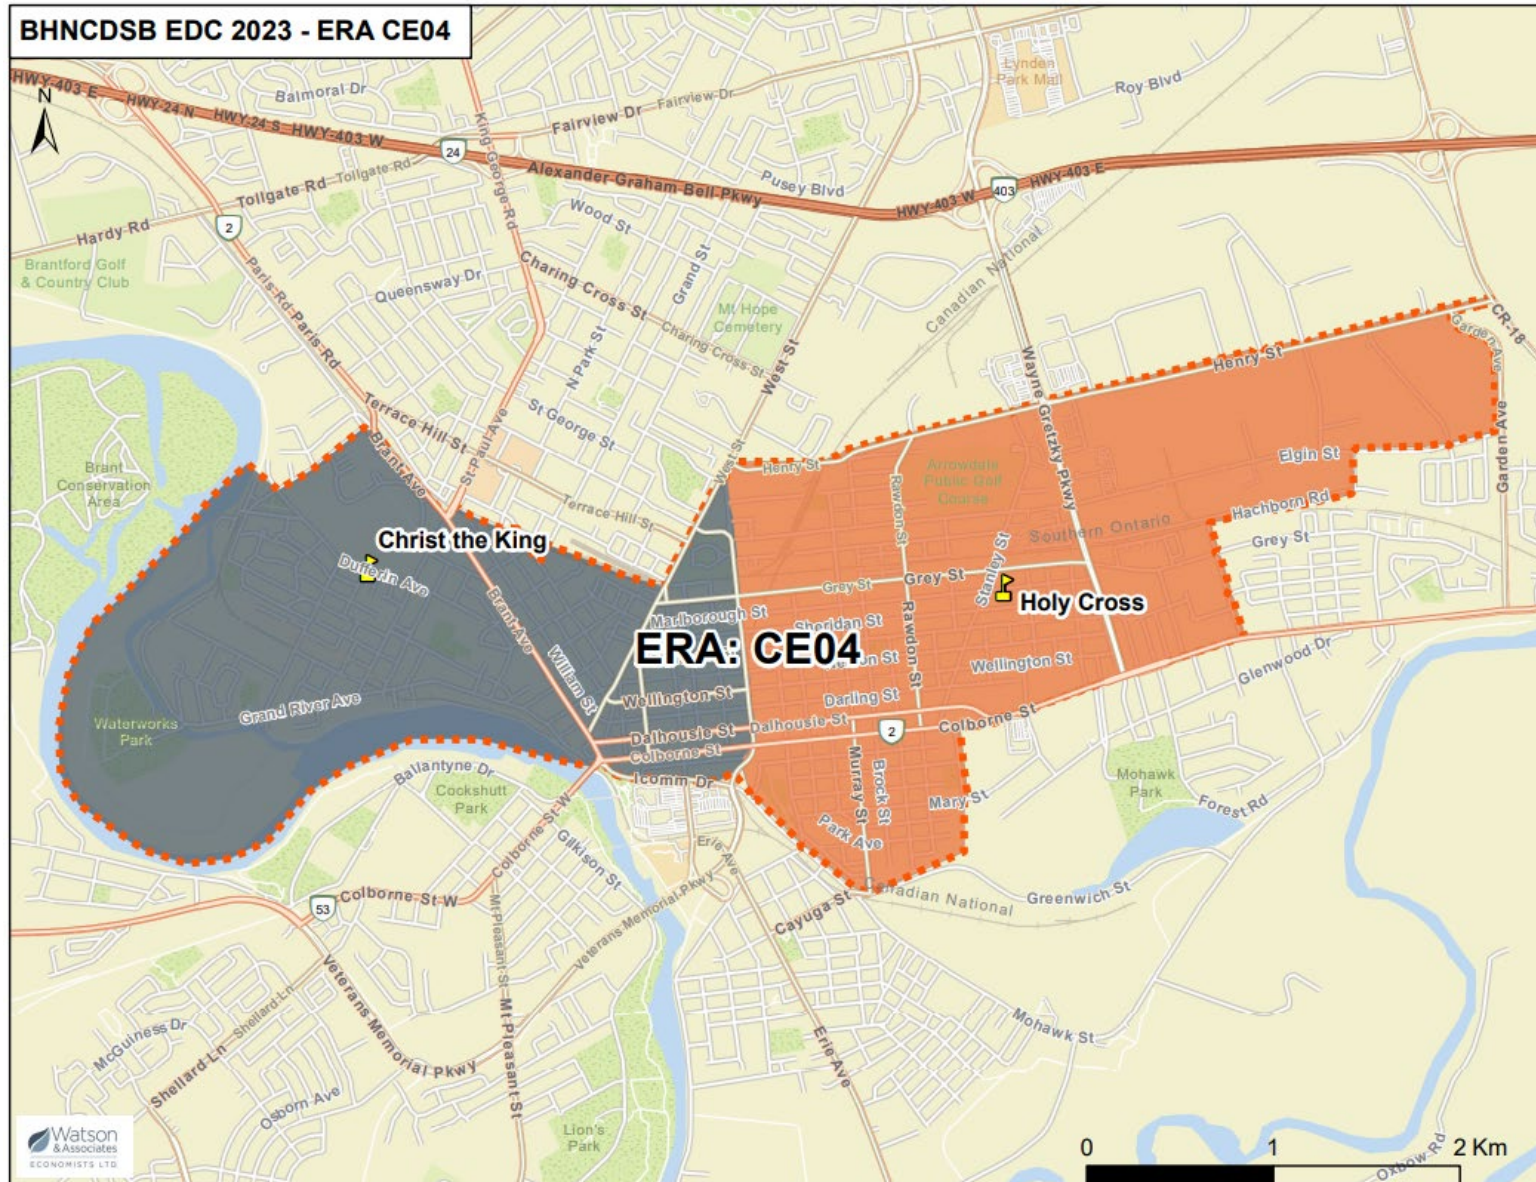 BHNCDSB EDC 2023 - ERA CE04
HWY-403 E
HWY-24 N
HWY-24 S
HWY-403 W
N
Balmoral Dr
24
King-George-Rd
Fairview Dr
Fairview Dr
Lynden
Park Mall
Roy Blvd
Tollgate Rd
Tollgate Rd
Alexander Graham Bell Pkwy
Pusey Blvd
HWY-403 W
403
HWY-403 E
Hardy Rd
2
Wood St
Brantford Golf
& Country Club
Paris Rd
Paris Rd
Queensway Dr
Charing Cross St
Grand St
Canadian National
Mt Hope
Cemetery
Charing Cross St
N Park St
West St
CR-18
Garden Ave
Henry St
Wayne Gretzky Pkwy
Terrace Hill St
St George St
St Paul Ave
Brant Ave
West St
Henry St
Elgin St
Garden Ave
Brant
Conservation
Area
Arrowdale
Public Golf
Course
Rawdon St
Terrace Hill St
Hachborn Rd
Southern Ontario
Grey St
Christ the King
Dufferin Ave
Stanley St
Grey St
Grey St
Holy Cross
Brant Ave
Marlborough St
Sheridan St
Rawdon St
ERA: CE04
William St
Wellington St
Glenwood Dr
Wellington St
Darling St
Grand River Ave
Waterworks
Park
Dalhousie St
Dalhousie St
Colborne St
2
Colborne St
Icomm Dr
Ballantyne Dr
Cockshutt
Park
Murray St
Brock St
Mary St
Mohawk
Park
Forest Rd
Colborne St W
Gilkison St
Park Ave
Erie Ave
Canadian National
Greenwich St
53
Colborne St W
Mt Pleasant St
Veterans Memorial Pkwy
Cayuga St
Veterans Memorial Pkwy
Mt Pleasant St
Shellard Ln
McGuiness Dr
Mohawk St
Erie Ave
Shellard Ln
Osborn Ave
Lion's
Park
Watson
& Associates
ECONOMISTS LTD
0
1
2 Km
Oxbow Rd